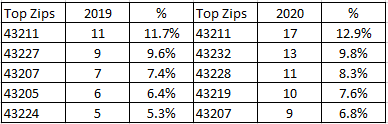 Top Zips 2019 % Top Zips 2020 %
43211 11 11.7% 43211 17 12.9%
43227 9 9.6% 43232 13 9.8%
43207 7 7.4% 43228 11 8.3%
43205 6 6.4% 43219 10 7.6%
43224 5 5.3% 43207 9 6.8%